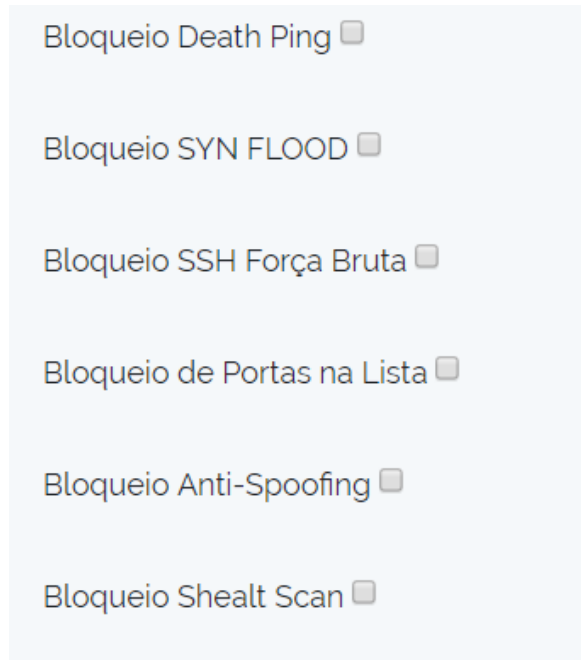 Bloqueio Death Ping
Bloqueio SYN FLOOD
Bloqueio SSH Força Bruta
Bloqueio de Portas na Lista
Bloqueio Anti-Spoofing
Bloqueio Shealt Scan